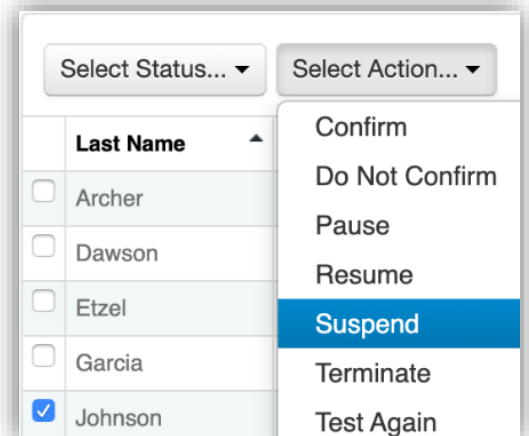 Select Status...
Select Action...
Last Name
Archer
Dawson
Etzel
Garcia
Johnson
Confirm
Do Not Confirm
Pause
Resume
Suspend
Terminate
Test Again